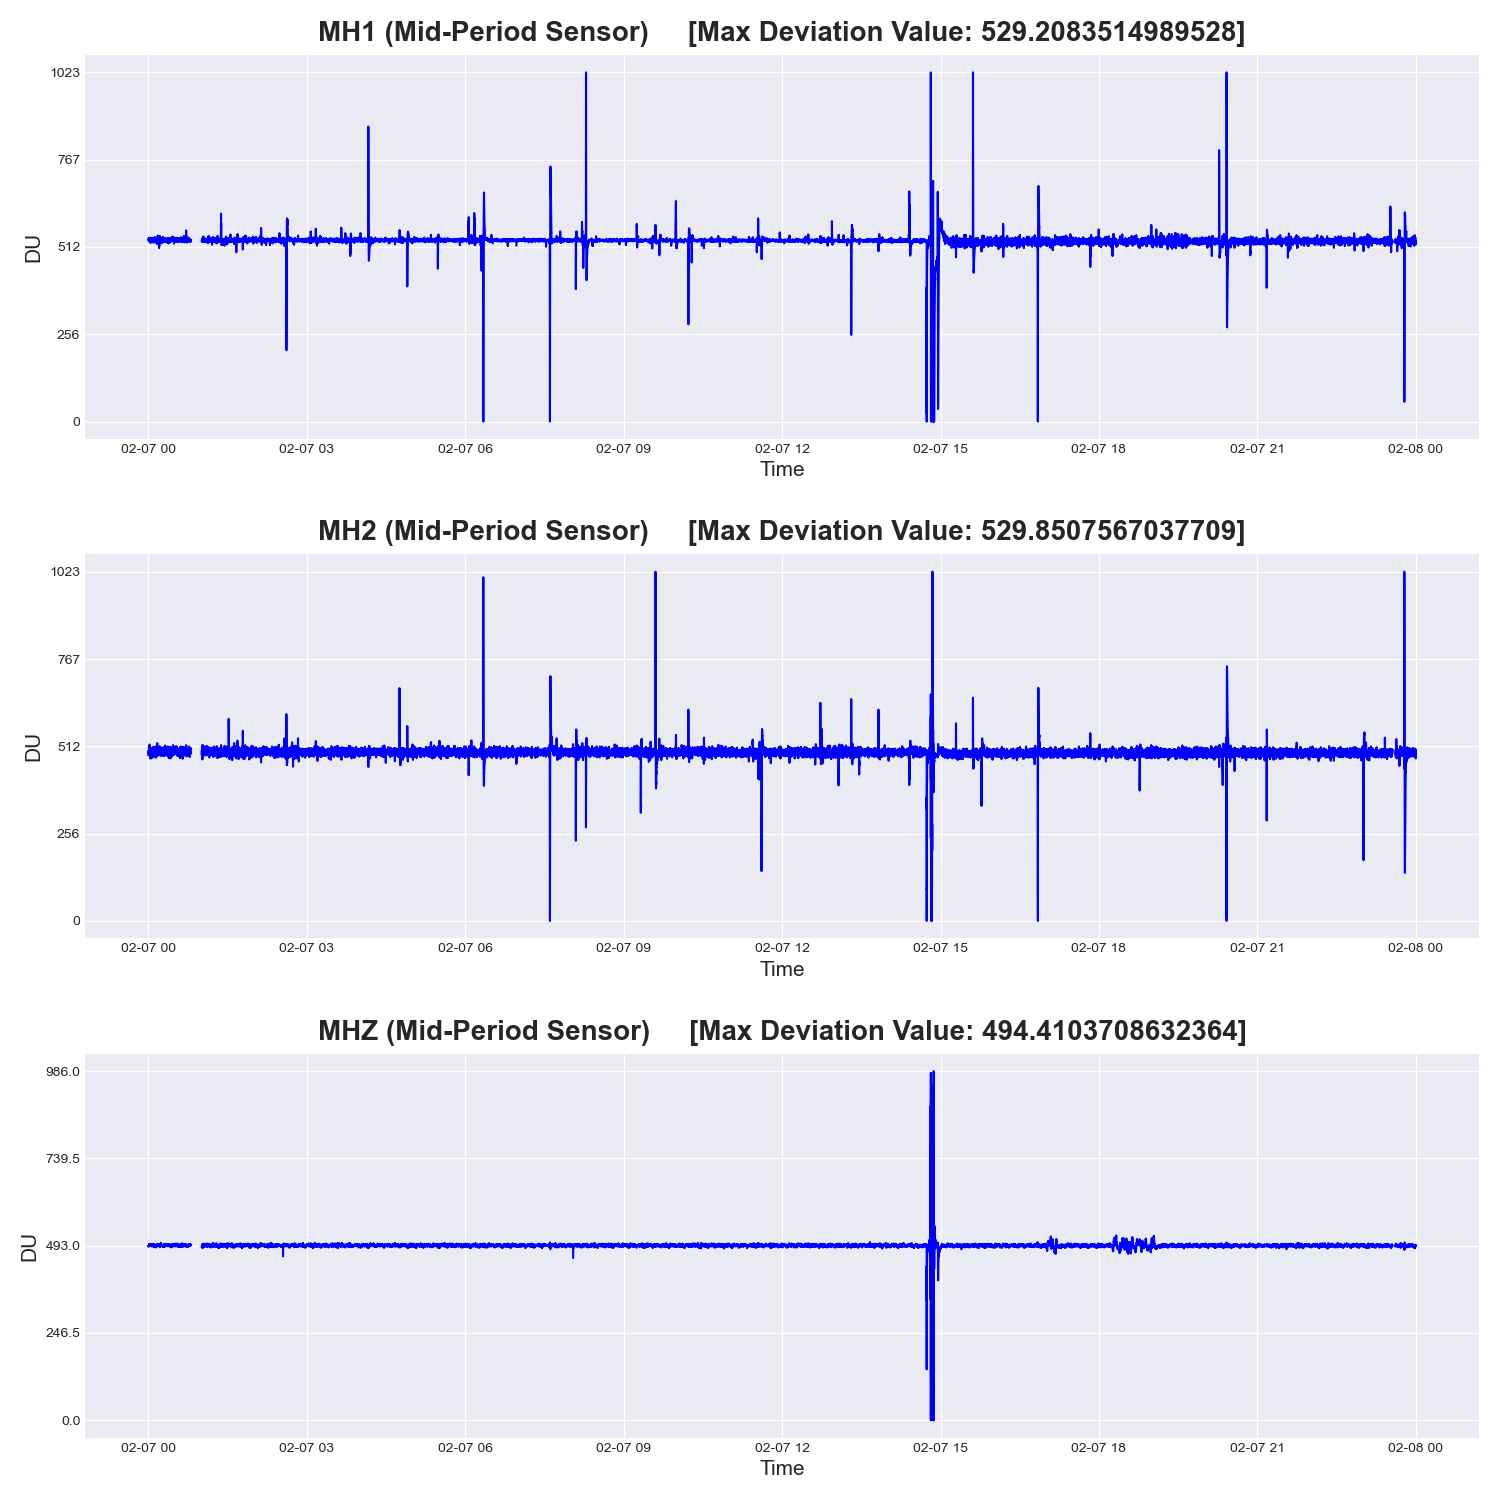 MH1 (Mid-Period Sensor) [Max Deviation Value: 529.2083514989528]
1023
767
512
256
0
DU
02-07 00 02-07 03 02-07 06 02-07 09 02-07 12 02-07 15 02-07 18 02-07 21 02-08 00
Time
MH2 (Mid-Period Sensor) [Max Deviation Value: 529.8507567037709]
1023
767
512
256
0
DU
02-07 00 02-07 03 02-07 06 02-07 09 02-07 12 02-07 15 02-07 18 02-07 21 02-08 00
Time
MHZ (Mid-Period Sensor) [Max Deviation Value: 494.4103708632364]
986.0
739.5
493.0
246.5
0.0
DU
02-07 00 02-07 03 02-07 06 02-07 09 02-07 12 02-07 15 02-07 18 02-07 21 02-08 00
Time